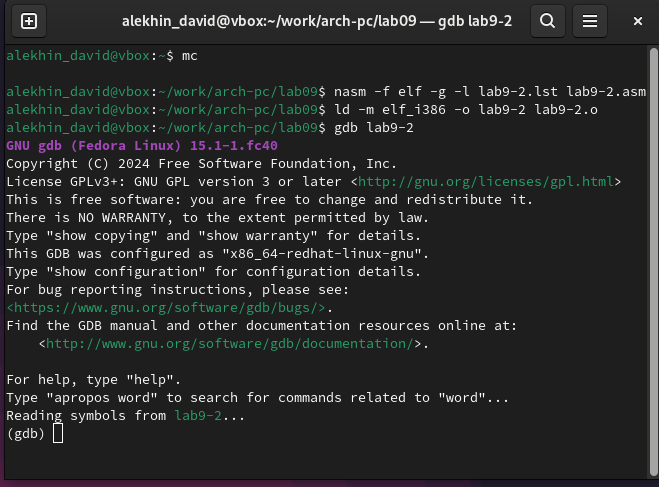 alekhin_david@vbox:~/work/arch-pc/lab09 — gdb lab9-2
alekhin_david@vbox:~$ mc
alekhin_david@vbox:~/work/arch-pc/lab09$ nasm -f elf -g -l lab9-2.lst lab9-2.asm
alekhin_david@vbox:~/work/arch-pc/lab09$ ld -m elf_i386 -o lab9-2 lab9-2.o
alekhin_david@vbox:~/work/arch-pc/lab09$ gdb lab9-2
GNU gdb (Fedora Linux) 15.1-1.fc40
Copyright (C) 2024 Free Software Foundation, Inc.
License GPLv3+: GNU GPL version 3 or later <http://gnu.org/licenses/gpl.html>
This is free software: you are free to change and redistribute it.
There is NO WARRANTY, to the extent permitted by law.
Type "show copying" and "show warranty" for details.
This GDB was configured as "x86_64-redhat-linux-gnu".
Type "show configuration" for configuration details.
For bug reporting instructions, please see:
<https://www.gnu.org/software/gdb/bugs/>.
Find the GDB manual and other documentation resources online at:
    <http://www.gnu.org/software/gdb/documentation/>.
For help, type "help".
Type "apropos word" to search for commands related to "word"...
Reading symbols from lab9-2...
(gdb)